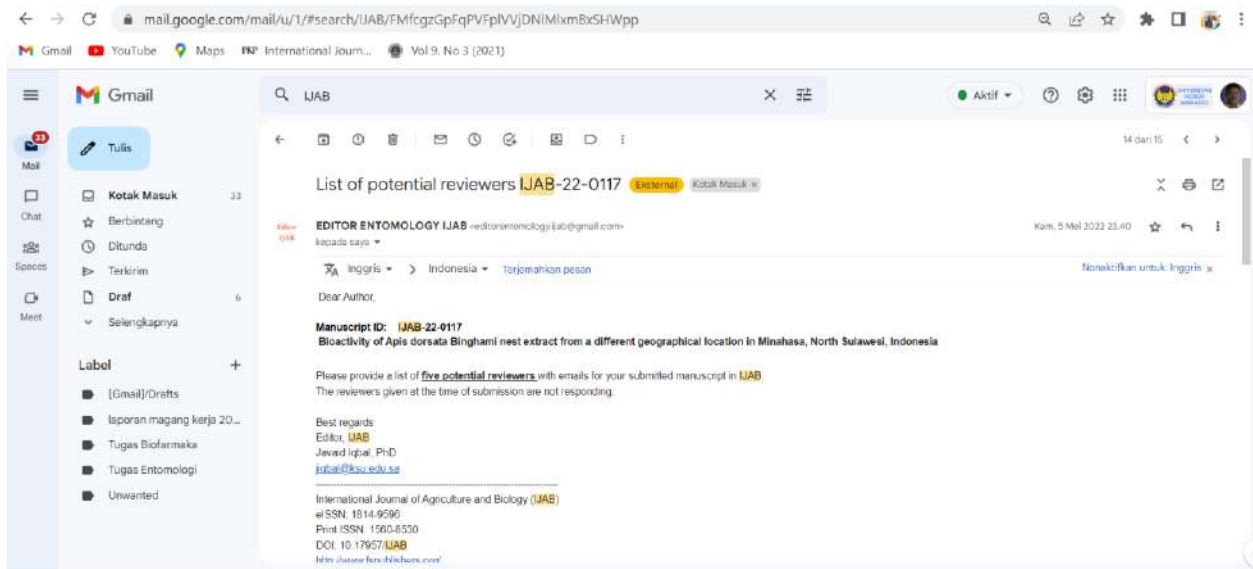 mail.google.com/mail/u/1/#search/IJAB/FMfcgzGpFqPVFplVVjDNlMlxmBxSHWpp
Gmail YouTube Maps PKP International Journ... Vol 9. No 3 (2021)
Gmail
IJAB
Aktif
33
Mail
Chat
Spaces
Meet
Tulis
Kotak Masuk 33
Berbintang
Ditunda
Terkirim
Draf 6
Selengkapnya
Label +
[Gmail]/Drafts
laporan magang kerja 20...
Tugas Biofarmaka
Tugas Entomologi
Unwanted
14 dari 15
List of potential reviewers IJAB-22-0117 Eksternal Kotak Masuk x
EDITOR ENTOMOLOGY IJAB <editorentomology.ijab@gmail.com> Kam, 5 Mei 2022 23.40
kepada saya
Inggris > Indonesia Terjemahkan pesan Nonaktifkan untuk: Inggris x
Dear Author,
Manuscript ID: IJAB-22-0117
Bioactivity of Apis dorsata Binghami nest extract from a different geographical location in Minahasa, North Sulawesi, Indonesia
Please provide a list of five potential reviewers with emails for your submitted manuscript in IJAB
The reviewers given at the time of submission are not responding.
Best regards
Editor, IJAB
Javaid Iqbal, PhD
jiqbal@ksu.edu.sa
International Journal of Agriculture and Biology (IJAB)
eISSN: 1814-9596
Print ISSN: 1560-8530
DOI: 10.17957/IJAB